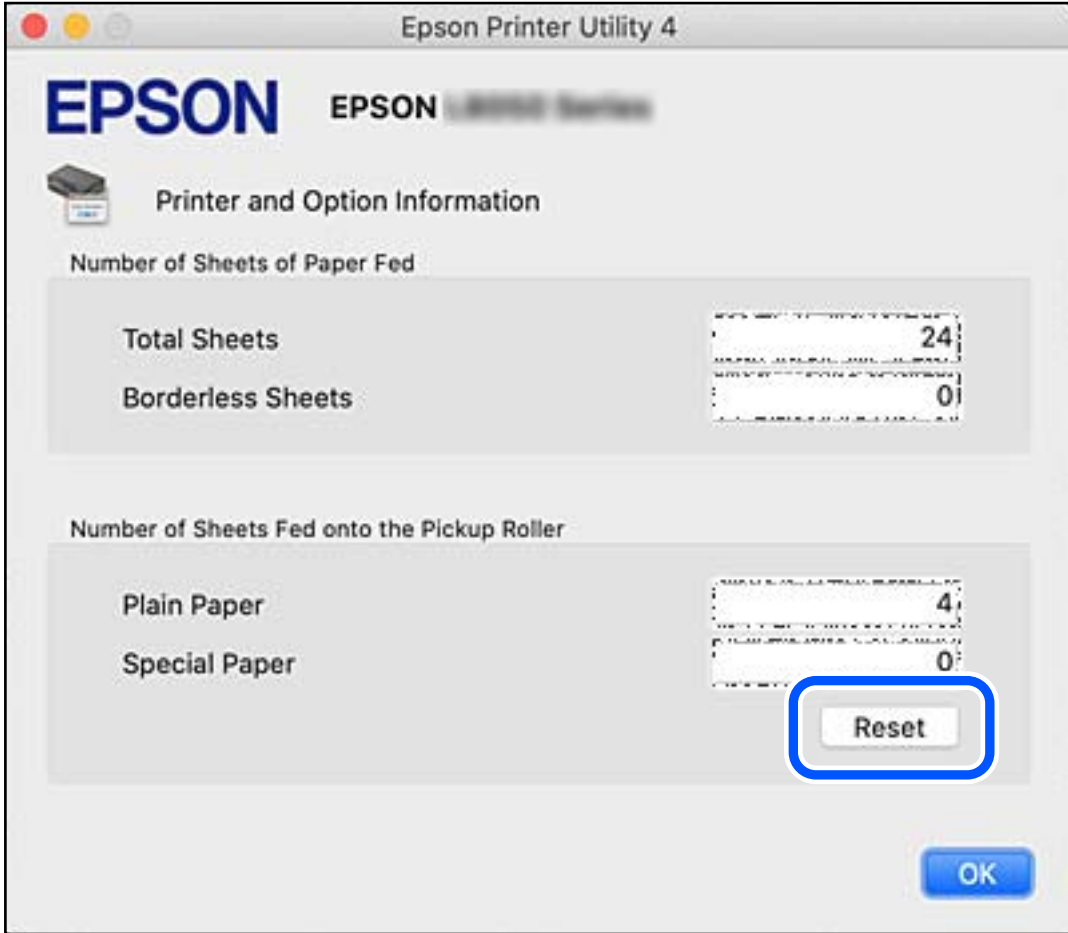 Epson Printer Utility 4
EPSON
EPSON
Printer and Option Information
Number of Sheets of Paper Fed
Total Sheets 24
Borderless Sheets 0
Number of Sheets Fed onto the Pickup Roller
Plain Paper 4
Special Paper 0
Reset
OK